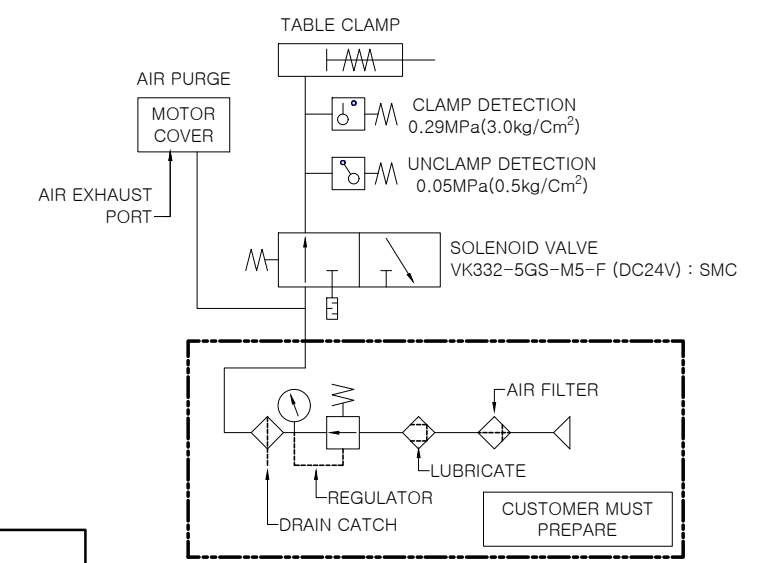 TABLE CLAMP
AIR PURGE
MOTOR
COVER
CLAMP DETECTION
0.29MPa(3.0kg/Cm²)
UNCLAMP DETECTION
0.05MPa(0.5kg/Cm²)
AIR EXHAUST
PORT
SOLENOID VALVE
VK332-5GS-M5-F (DC24V) : SMC
AIR FILTER
LUBRICATE
REGULATOR
DRAIN CATCH
CUSTOMER MUST
PREPARE